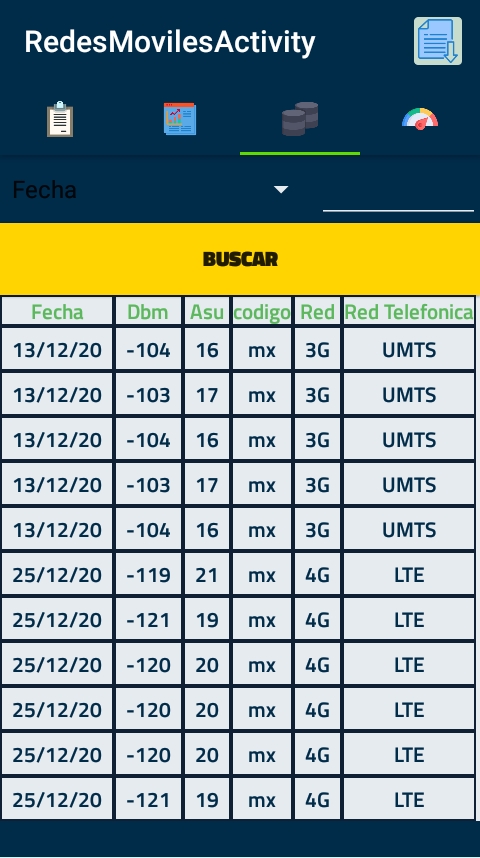 RedesMovilesActivity
Fecha
BUSCAR
Fecha Dbm Asu codigo Red Red Telefonica
13/12/20 -104 16 mx 3G UMTS
13/12/20 -103 17 mx 3G UMTS
13/12/20 -104 16 mx 3G UMTS
13/12/20 -103 17 mx 3G UMTS
13/12/20 -104 16 mx 3G UMTS
25/12/20 -119 21 mx 4G LTE
25/12/20 -121 19 mx 4G LTE
25/12/20 -120 20 mx 4G LTE
25/12/20 -120 20 mx 4G LTE
25/12/20 -120 20 mx 4G LTE
25/12/20 -121 19 mx 4G LTE